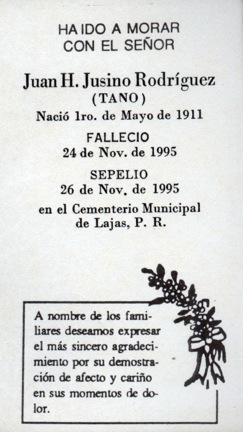 HA IDO A MORAR
CON EL SEÑOR
Juan H. Jusino Rodríguez
(TANO)
Nació 1ro. de Mayo de 1911
FALLECIO
24 de Nov. de 1995
SEPELIO
26 de Nov. de 1995
en el Cementerio Municipal
de Lajas, P. R.
A nombre de los fami-
liares deseamos expresar
el más sincero agradeci-
miento por su demostra-
ción de afecto y cariño
en sus momentos de do-
lor.